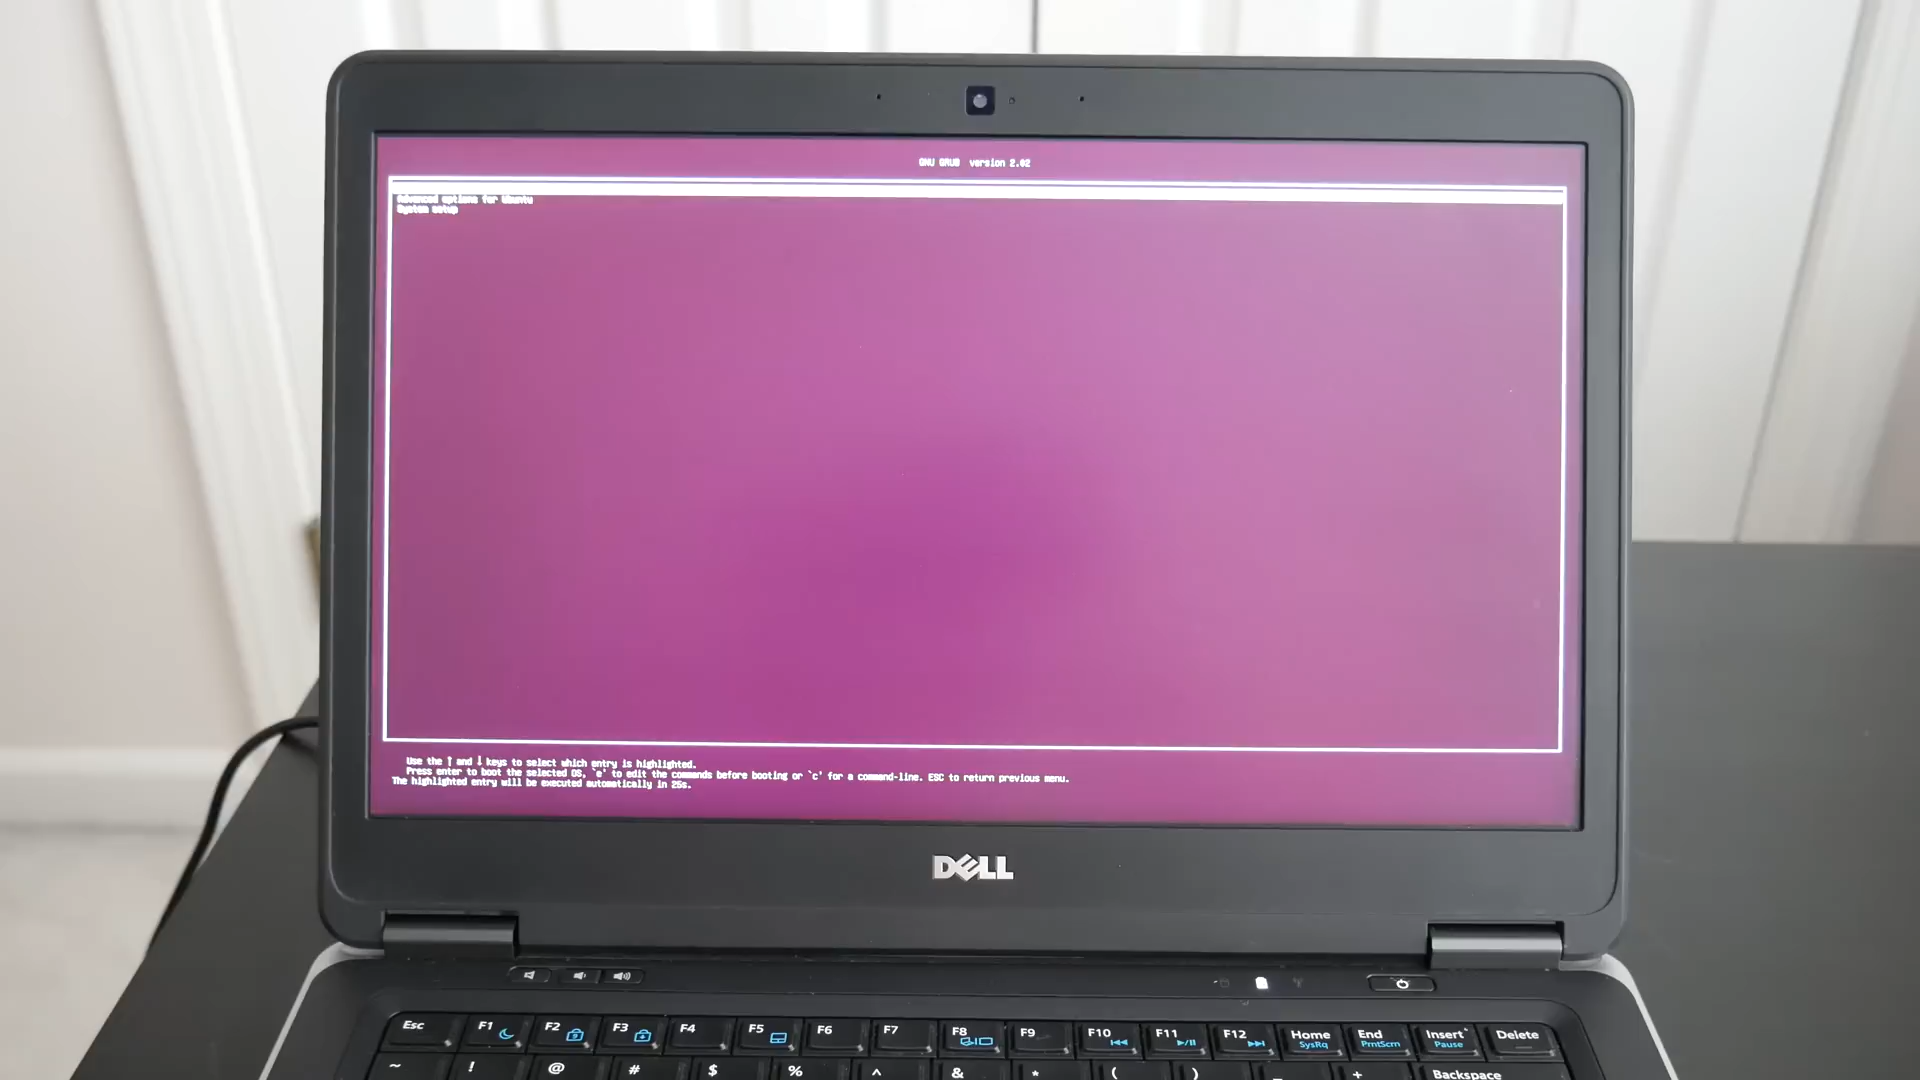 GNU GRUB version 2.02
Advanced options for Ubuntu
System setup
Use the ↑ and ↓ keys to select which entry is highlighted.
Press enter to boot the selected OS, `e' to edit the commands before booting or `c' for a command-line. ESC to return previous menu.
The highlighted entry will be executed automatically in 25s.
DELL
Esc F1 F2 F3 F4 F5 F6 F7 F8 F9 F10 F11 F12 Home End Insert Delete
SysRq PrntScrn Pause
~ ! @ # $ % ^ & * ( ) _ + Backspace